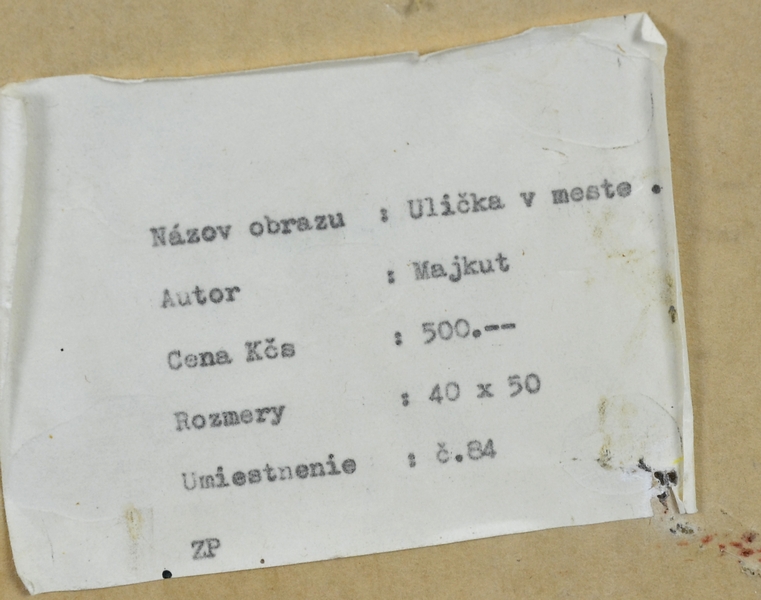 Názov obrazu : Ulička v meste
Autor : Majkut
Cena Kčs : 500.--
Rozmery : 40 x 50
Umiestnenie : č.84
ZP